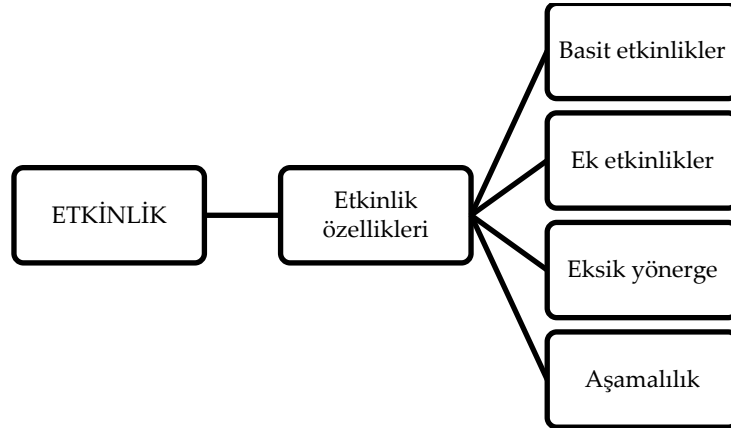 Basit etkinlikler
Ek etkinlikler
ETKİNLİK
Etkinlik
özellikleri
Eksik yönerge
Aşamalılık